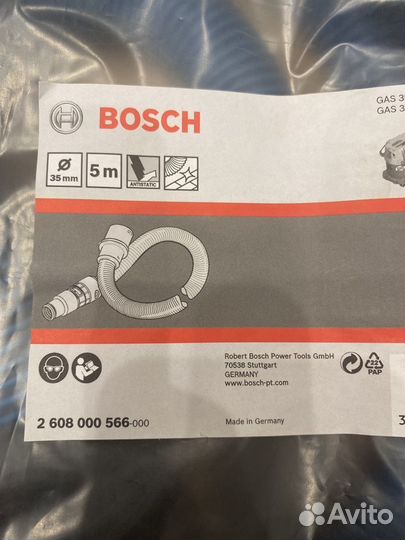 BOSCH
GAS 3
GAS 3
Ø
35 mm
5 m
ANTISTATIC
Robert Bosch Power Tools GmbH
70538 Stuttgart
GERMANY
www.bosch-pt.com
22
PAP
2 608 000 566-000
Made in Germany
3
Avito